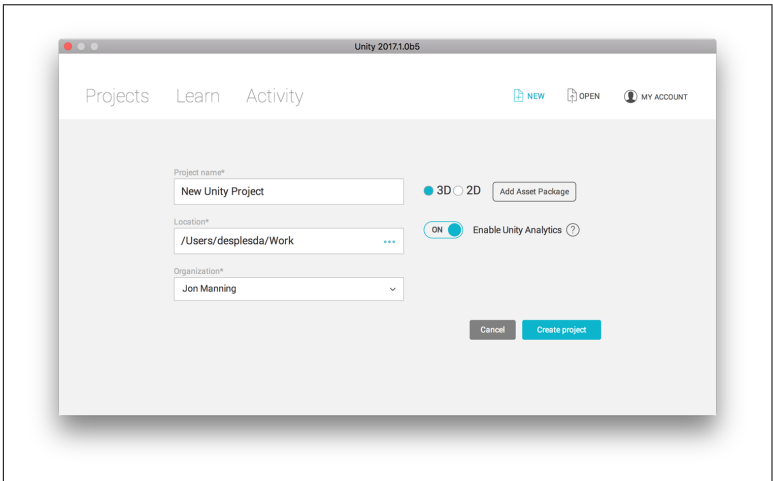 Unity 2017.1.0b5
Projects Learn Activity NEW OPEN MY ACCOUNT
Project name*
New Unity Project
3D 2D Add Asset Package
Location*
/Users/desplesda/Work
ON Enable Unity Analytics ?
Organization*
Jon Manning
Cancel Create project